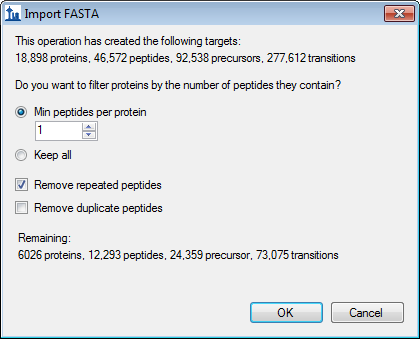 Import FASTA
This operation has created the following targets:
18,898 proteins, 46,572 peptides, 92,538 precursors, 277,612 transitions
Do you want to filter proteins by the number of peptides they contain?
Min peptides per protein
1
Keep all
Remove repeated peptides
Remove duplicate peptides
Remaining:
6026 proteins, 12,293 peptides, 24,359 precursor, 73,075 transitions
OK Cancel